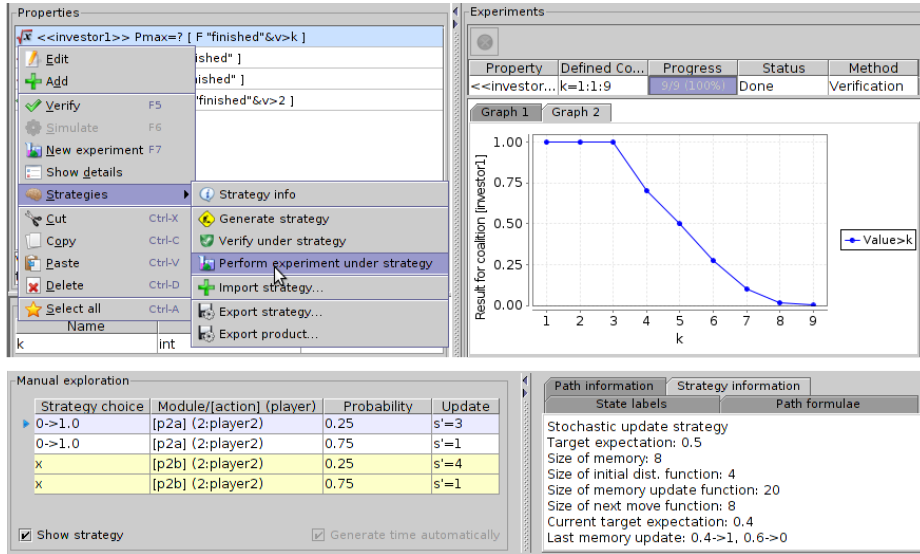 Properties
<<investor1>> Pmax=? [ F "finished"&v>k ]
ished" ]
ished" ]
"finished"&v>2 ]
Edit
Add
Verify F5
Simulate F6
New experiment F7
Show details
Strategies
Cut Ctrl-X
Copy Ctrl-C
Paste Ctrl-V
Delete Ctrl-D
Select all Ctrl-A
Strategy info
Generate strategy
Verify under strategy
Perform experiment under strategy
Import strategy...
Export strategy...
Export product...
Name
k int
Experiments
Property Defined Co... Progress Status Method
<<investor... k=1:1:9 9/9 (100%) Done Verification
Graph 1 Graph 2
Result for coalition [investor1]
1.00
0.75
0.50
0.25
0.00
1 2 3 4 5 6 7 8 9
k
Value>k
Manual exploration
Strategy choice Module/[action] (player) Probability Update
0->1.0 [p2a] (2:player2) 0.25 s'=3
0->1.0 [p2a] (2:player2) 0.75 s'=1
x [p2b] (2:player2) 0.25 s'=4
x [p2b] (2:player2) 0.75 s'=1
Show strategy Generate time automatically
Path information Strategy information
State labels Path formulae
Stochastic update strategy
Target expectation: 0.5
Size of memory: 8
Size of initial dist. function: 4
Size of memory update function: 20
Size of next move function: 8
Current target expectation: 0.4
Last memory update: 0.4->1, 0.6->0